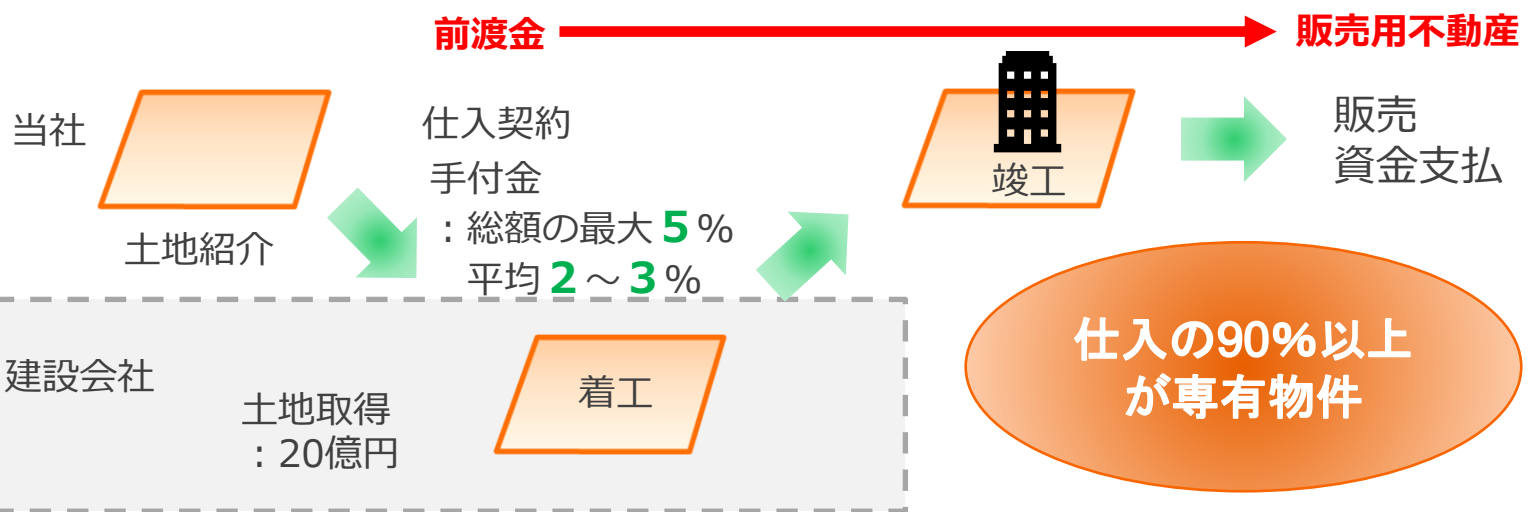 前渡金
販売用不動産
当社
土地紹介
仕入契約
手付金
：総額の最大5%
平均2～3%
竣工
販売
資金支払
建設会社
土地取得
：20億円
着工
仕入の90%以上
が専有物件